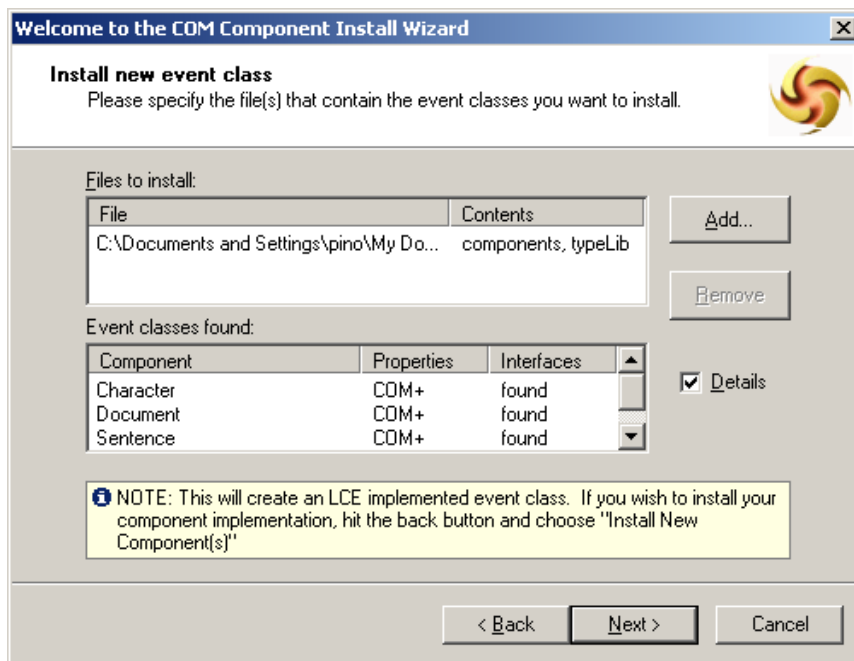 Welcome to the COM Component Install Wizard
Install new event class
Please specify the file(s) that contain the event classes you want to install.
Files to install:
File Contents
C:\Documents and Settings\pino\My Do... components, typeLib
Add...
Remove
Event classes found:
Component Properties Interfaces
Character COM+ found
Document COM+ found
Sentence COM+ found
Details
NOTE: This will create an LCE implemented event class. If you wish to install your
component implementation, hit the back button and choose "Install New
Component(s)"
< Back Next > Cancel